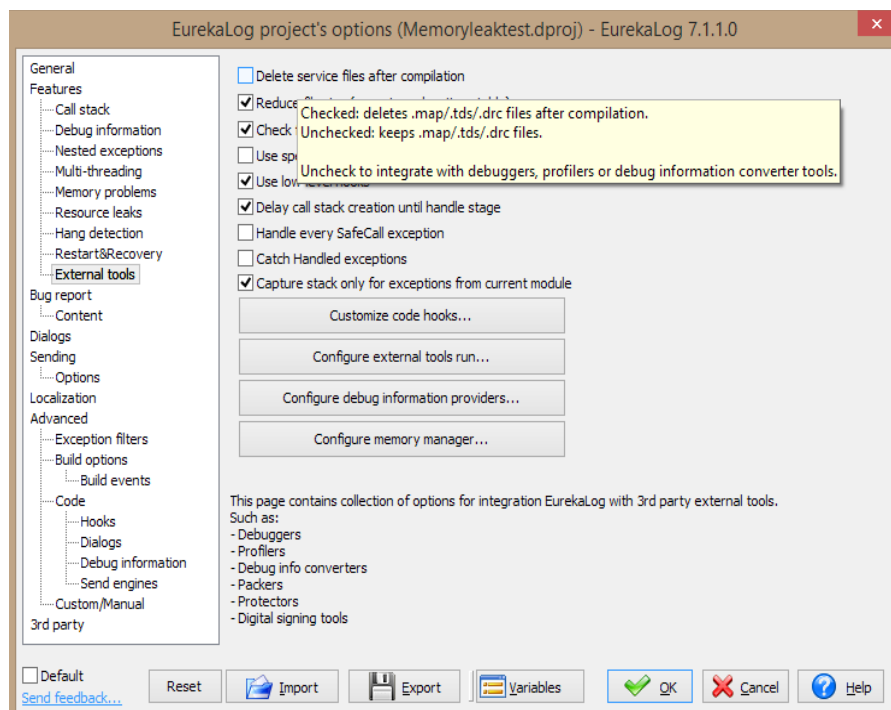 EurekaLog project's options (Memoryleaktest.dproj) - EurekaLog 7.1.1.0
General
Features
Call stack
Debug information
Nested exceptions
Multi-threading
Memory problems
Resource leaks
Hang detection
Restart&Recovery
External tools
Bug report
Content
Dialogs
Sending
Options
Localization
Advanced
Exception filters
Build options
Build events
Code
Hooks
Dialogs
Debug information
Send engines
Custom/Manual
3rd party
Delete service files after compilation
Reduce
Checked: deletes .map/.tds/.drc files after compilation.
Unchecked: keeps .map/.tds/.drc files.
Uncheck to integrate with debuggers, profilers or debug information converter tools.
Check
Use
Use low-level hooks
Delay call stack creation until handle stage
Handle every SafeCall exception
Catch Handled exceptions
Capture stack only for exceptions from current module
Customize code hooks...
Configure external tools run...
Configure debug information providers...
Configure memory manager...
This page contains collection of options for integration EurekaLog with 3rd party external tools.
Such as:
- Debuggers
- Profilers
- Debug info converters
- Packers
- Protectors
- Digital signing tools
Default
Send feedback...
Reset
Import
Export
Variables
OK
Cancel
Help